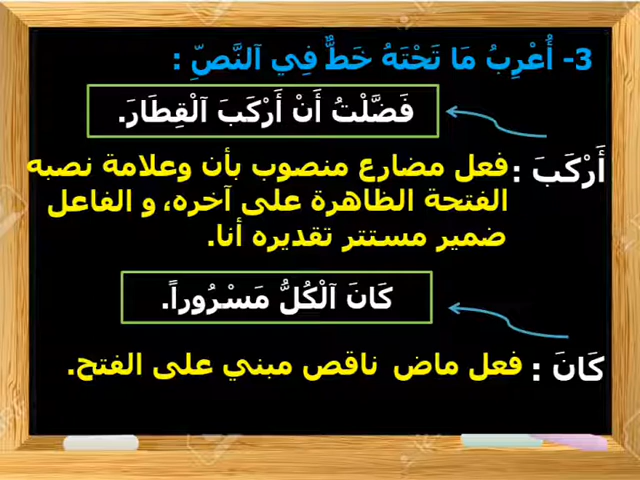 3- أُعْرِبُ مَا تَحْتَهُ خَطٌّ فِي ٱلنَّصِّ :
فَضَّلْتُ أَنْ أَرْكَبَ ٱلْقِطَارَ.
أَرْكَبَ : فعل مضارع منصوب بأن وعلامة نصبه
الفتحة الظاهرة على آخره، و الفاعل
ضمير مستتر تقديره أنا.
كَانَ ٱلْكُلُّ مَسْرُوراً.
كَانَ : فعل ماض ناقص مبني على الفتح.